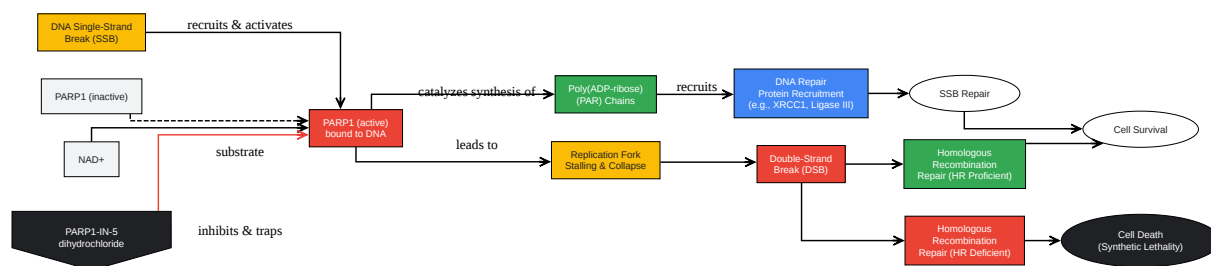 DNA Single-Strand
Break (SSB)
recruits & activates
PARP1 (inactive)
NAD+
substrate
PARP1 (active)
bound to DNA
PARP1-IN-5
dihydrochloride
inhibits & traps
catalyzes synthesis of
Poly(ADP-ribose)
(PAR) Chains
recruits
DNA Repair
Protein Recruitment
(e.g., XRCC1, Ligase III)
SSB Repair
Cell Survival
leads to
Replication Fork
Stalling & Collapse
Double-Strand
Break (DSB)
Homologous
Recombination
Repair (HR Proficient)
Homologous
Recombination
Repair (HR Deficient)
Cell Death
(Synthetic Lethality)